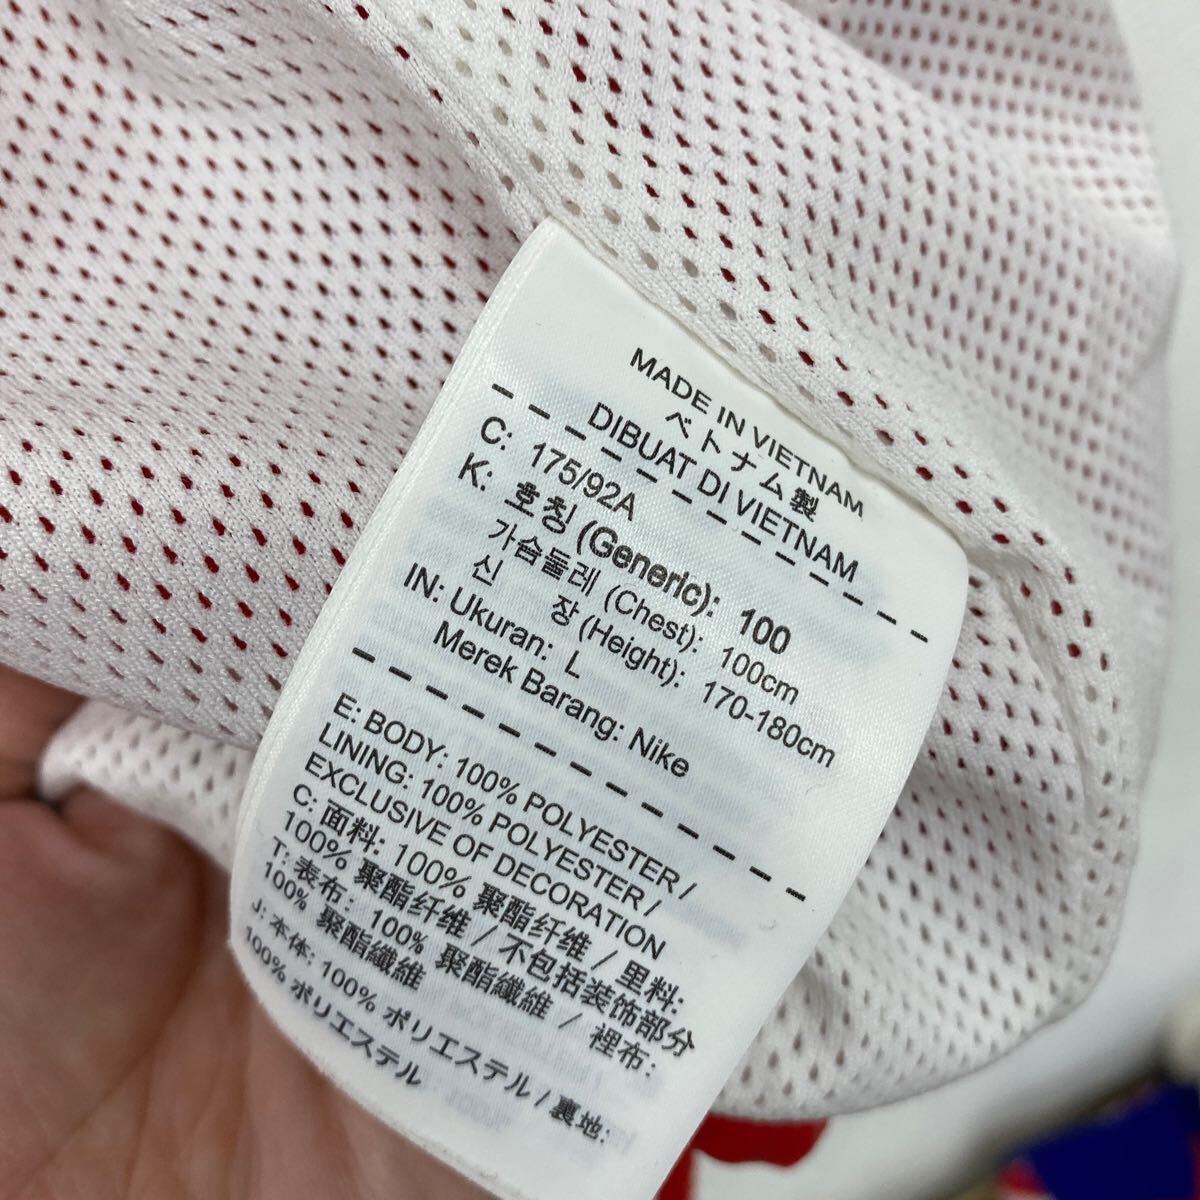 MADE IN VIETNAM
ベトナム製
DIBUAT DI VIETNAM
C: 175/92A
K: 호칭 (Generic): 100
가슴둘레 (Chest): 100cm
신 장 (Height): 170-180cm
IN: Ukuran: L
Merek Barang: Nike
E: BODY: 100% POLYESTER /
LINING: 100% POLYESTER /
EXCLUSIVE OF DECORATION
C: 面料: 100% 聚酯纤维 / 里料:
100% 聚酯纤维 / 不包括装饰部分
T: 表布: 100% 聚酯纖維 / 裡布:
100% 聚酯纖維
J: 本体: 100% ポリエステル / 裏地:
100% ポリエステル